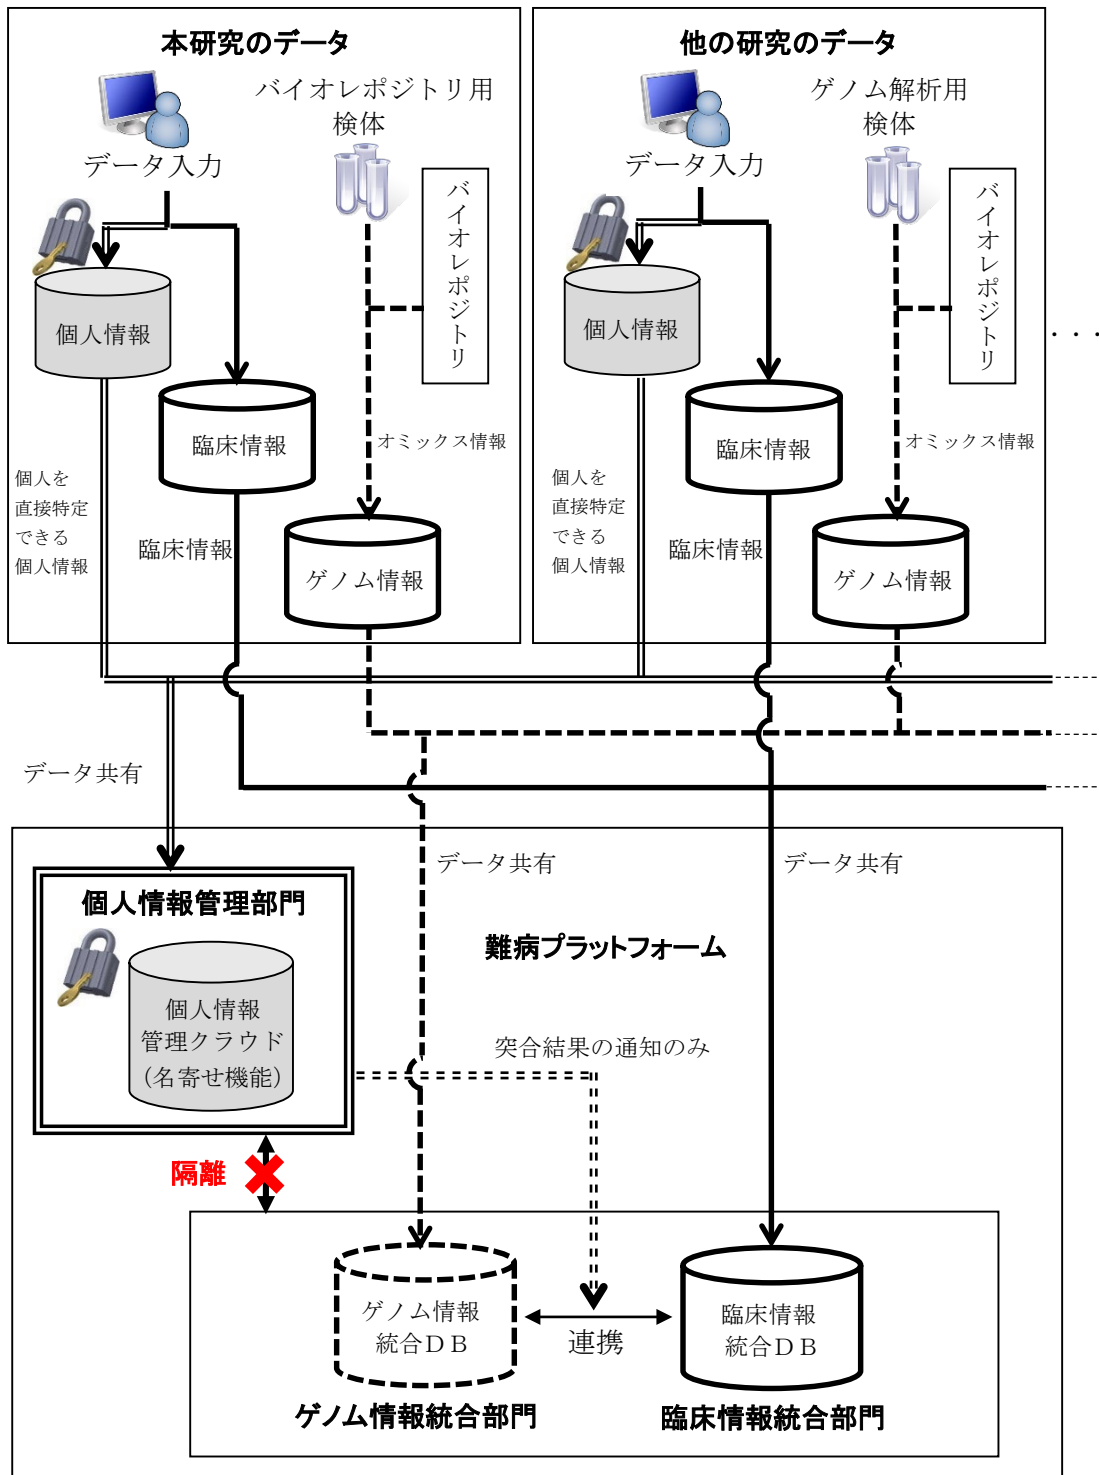 本研究のデータ
バイオレポジトリ用
検体
データ入力
バイオレポジトリ
個人情報
臨床情報
オミックス情報
個人を
直接特定
できる
個人情報
臨床情報
ゲノム情報
他の研究のデータ
ゲノム解析用
検体
データ入力
バイオレポジトリ
個人情報
臨床情報
オミックス情報
個人を
直接特定
できる
個人情報
臨床情報
ゲノム情報
・・・
データ共有
データ共有
データ共有
個人情報管理部門
個人情報
管理クラウド
（名寄せ機能）
難病プラットフォーム
突合結果の通知のみ
隔離
ゲノム情報
統合ＤＢ
連携
臨床情報
統合ＤＢ
ゲノム情報統合部門
臨床情報統合部門